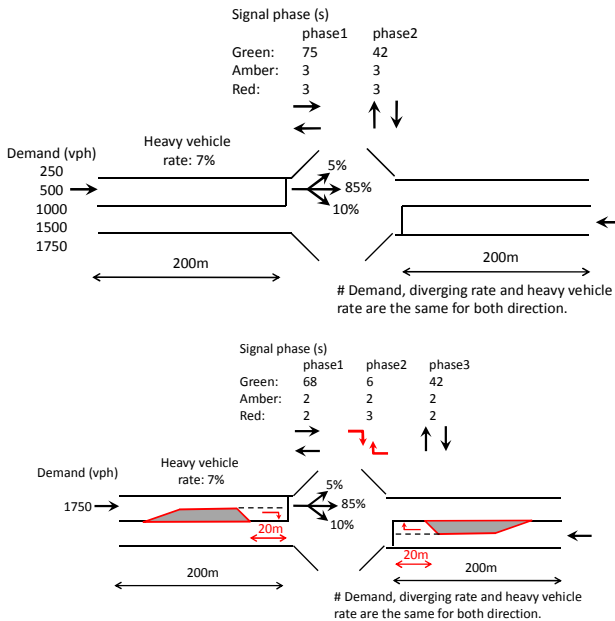 Signal phase (s)
phase1 phase2
Green: 75 42
Amber: 3 3
Red: 3 3
Heavy vehicle
rate: 7%
Demand (vph)
250
500
1000
1500
1750
5%
85%
10%
200m
200m
# Demand, diverging rate and heavy vehicle
rate are the same for both direction.
Signal phase (s)
phase1 phase2 phase3
Green: 68 6 42
Amber: 2 2 2
Red: 2 3 2
Heavy vehicle
rate: 7%
Demand (vph)
1750
5%
85%
10%
20m
20m
200m
200m
# Demand, diverging rate and heavy vehicle
rate are the same for both direction.